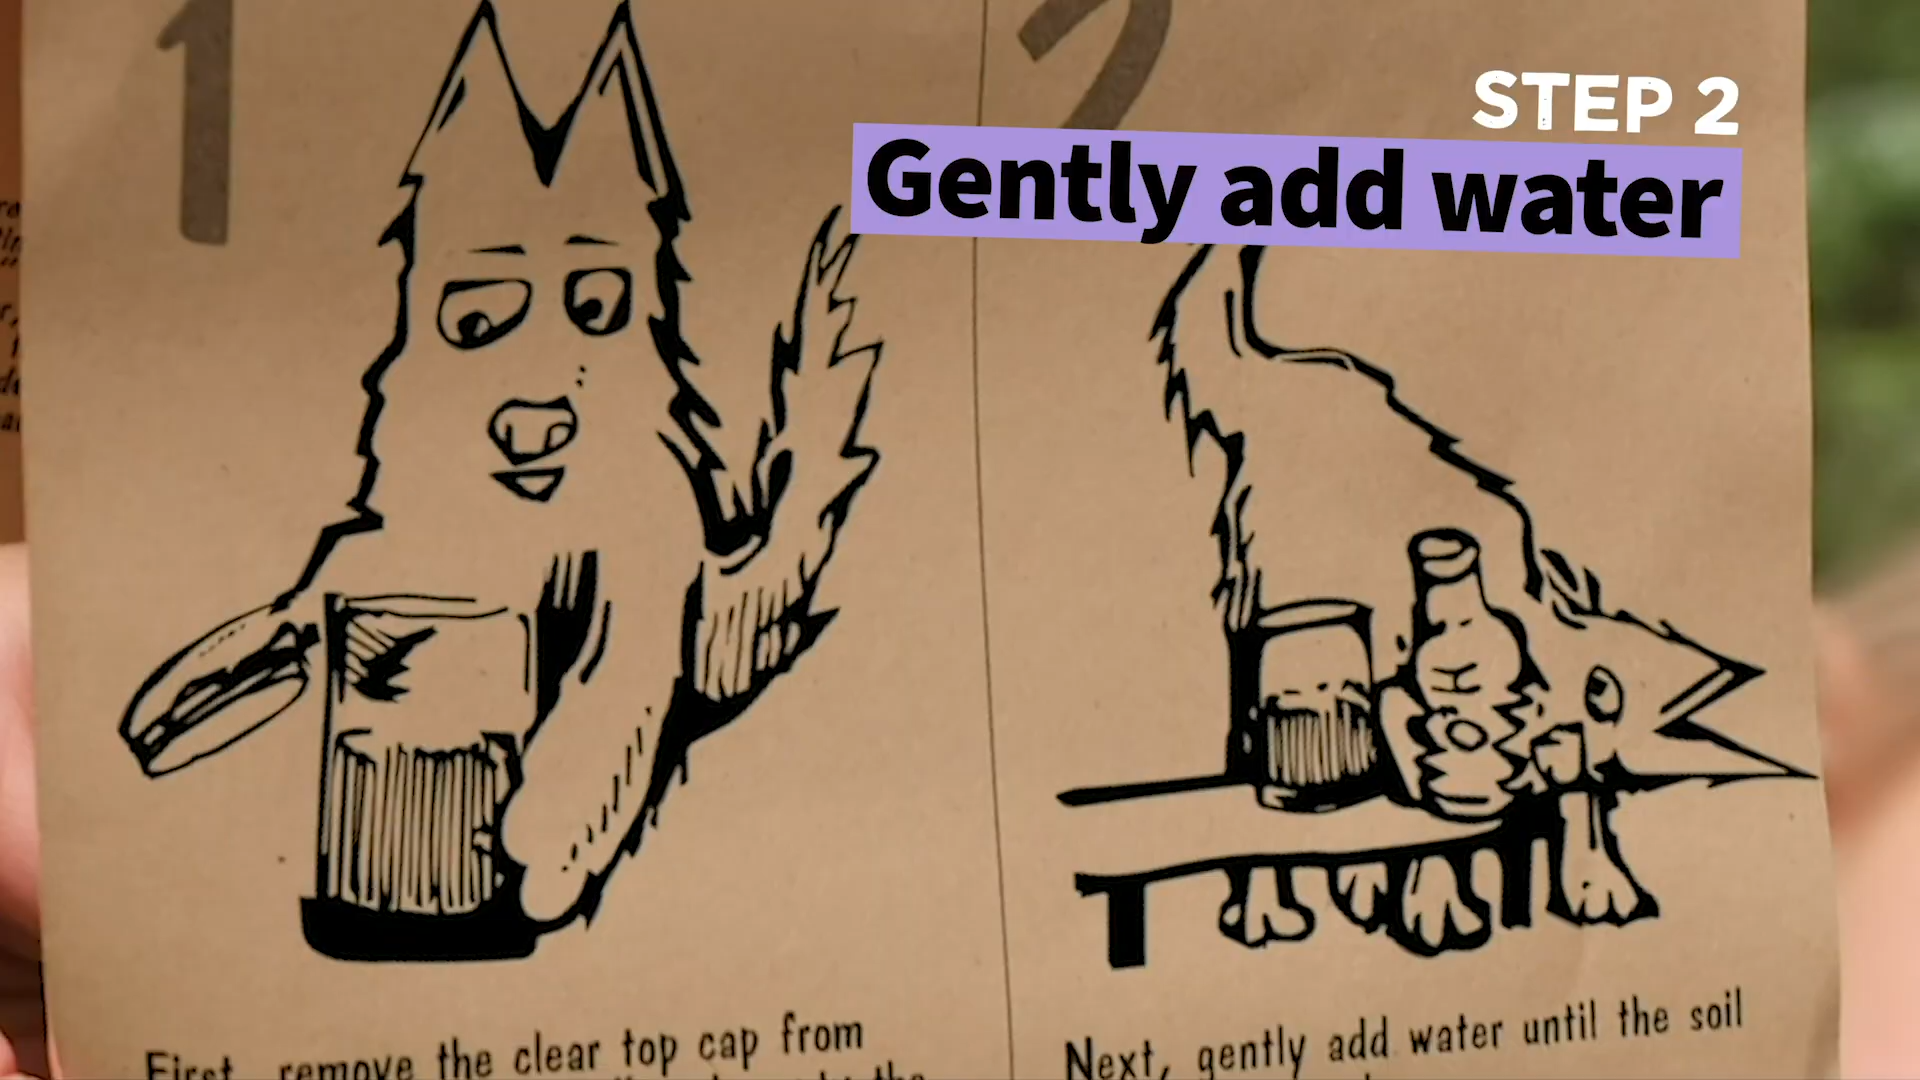 1
2
STEP 2
Gently add water
H
O
First, remove the clear top cap from
the
Next, gently add water until the soil